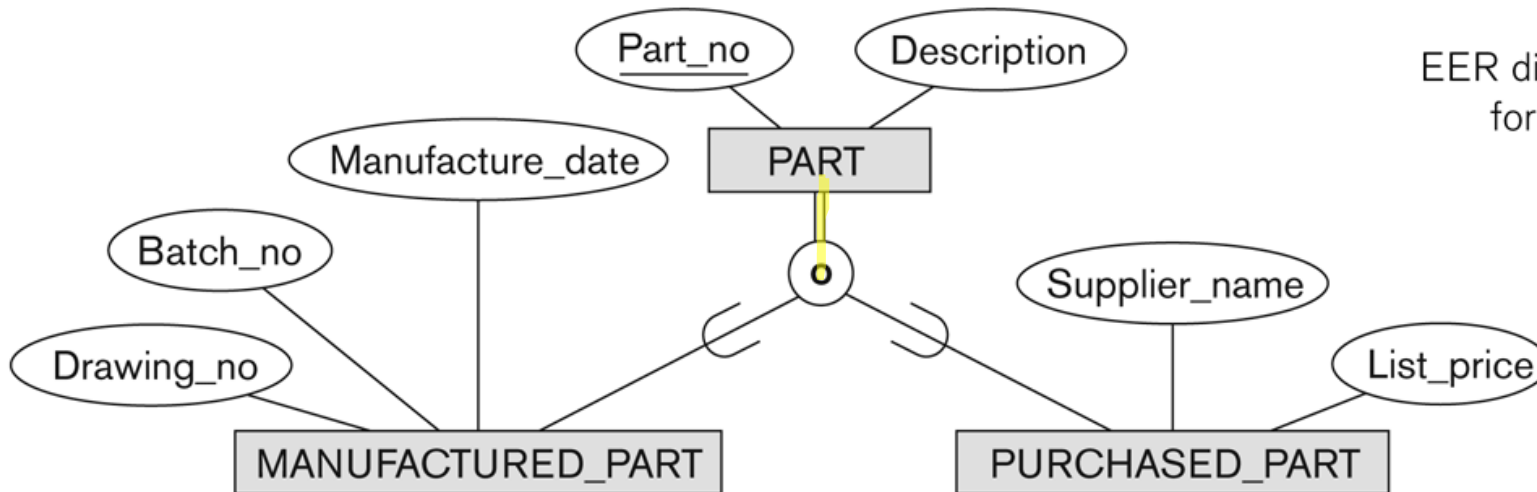 Part_no
Description
EER di
for
Manufacture_date
PART
Batch_no
o
Supplier_name
Drawing_no
List_price
MANUFACTURED_PART
PURCHASED_PART